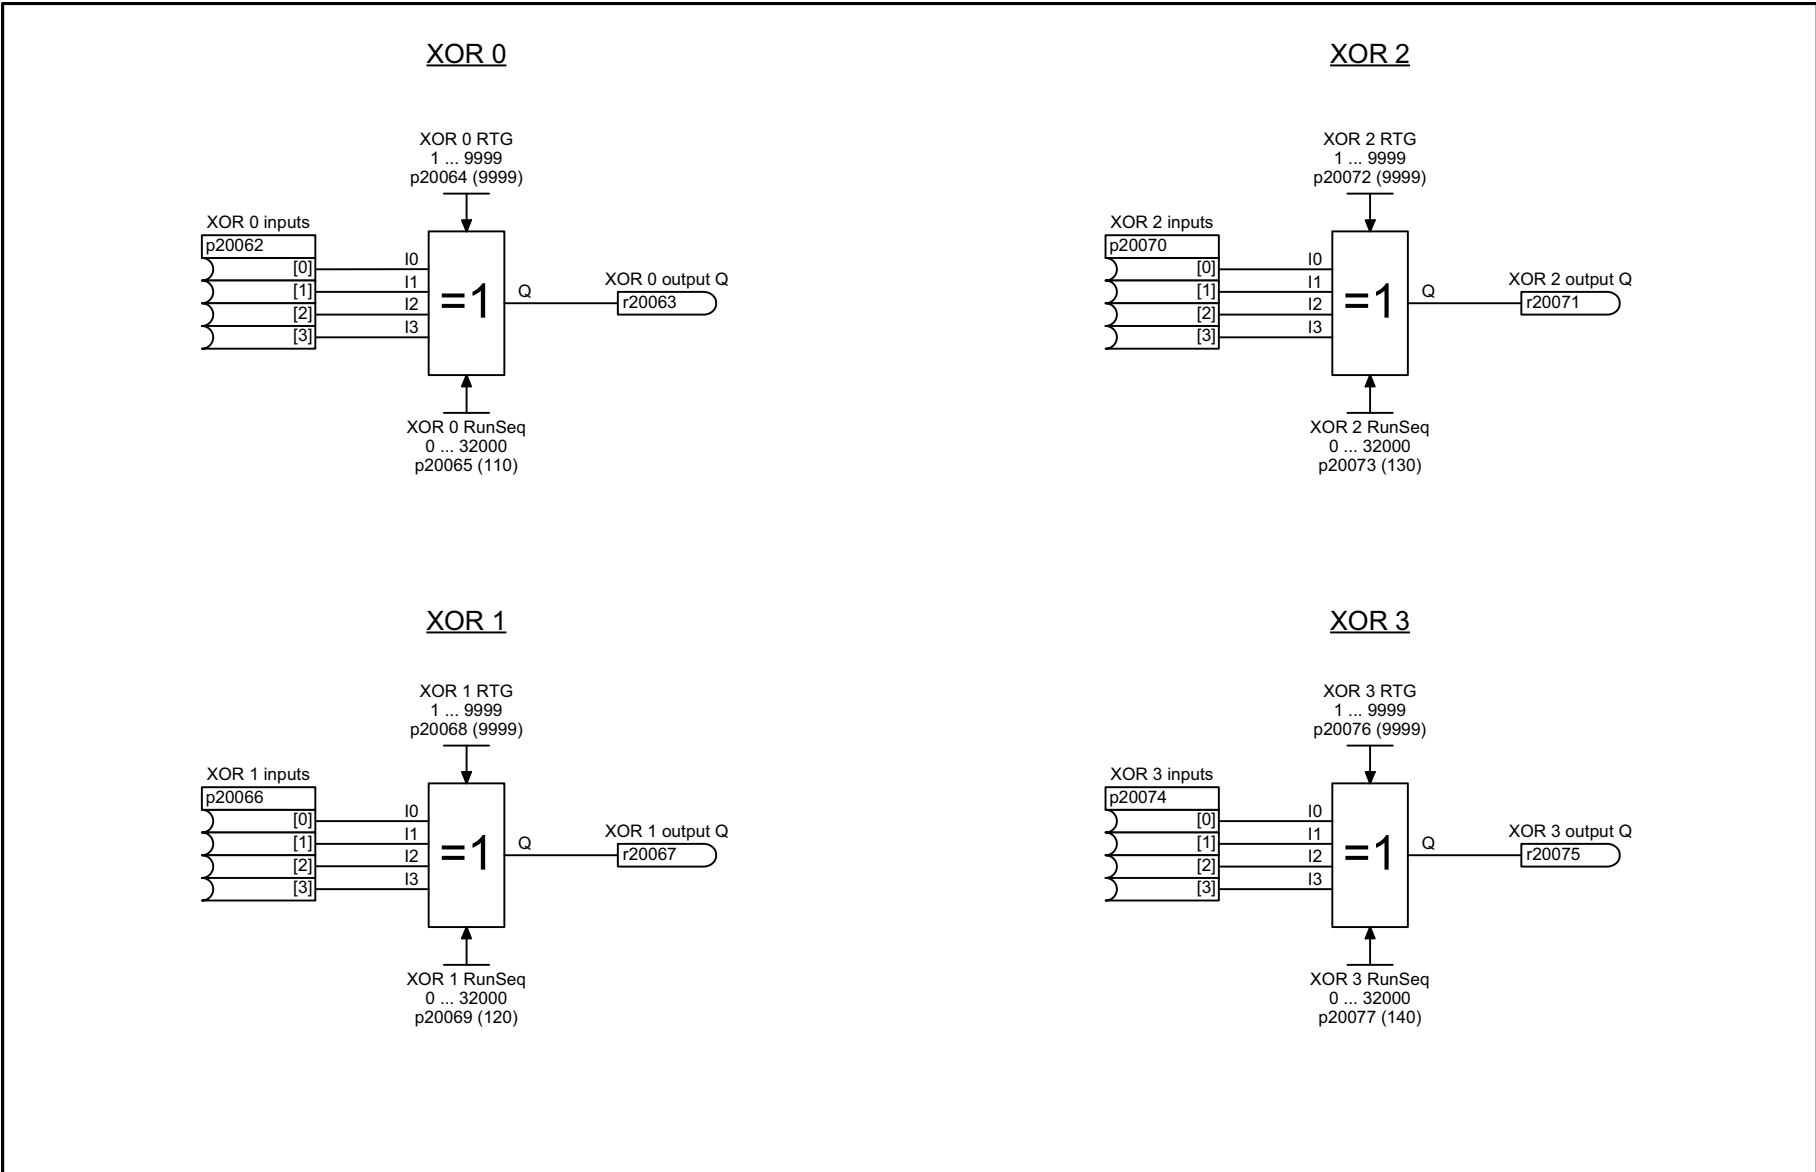 XOR 0
XOR 0 RTG
1 ... 9999
p20064 (9999)
XOR 0 inputs
p20062
[0]
[1]
[2]
[3]
I0
I1
I2
I3
=1
Q
XOR 0 output Q
r20063
XOR 0 RunSeq
0 ... 32000
p20065 (110)
XOR 2
XOR 2 RTG
1 ... 9999
p20072 (9999)
XOR 2 inputs
p20070
[0]
[1]
[2]
[3]
I0
I1
I2
I3
=1
Q
XOR 2 output Q
r20071
XOR 2 RunSeq
0 ... 32000
p20073 (130)
XOR 1
XOR 1 RTG
1 ... 9999
p20068 (9999)
XOR 1 inputs
p20066
[0]
[1]
[2]
[3]
I0
I1
I2
I3
=1
Q
XOR 1 output Q
r20067
XOR 1 RunSeq
0 ... 32000
p20069 (120)
XOR 3
XOR 3 RTG
1 ... 9999
p20076 (9999)
XOR 3 inputs
p20074
[0]
[1]
[2]
[3]
I0
I1
I2
I3
=1
Q
XOR 3 output Q
r20075
XOR 3 RunSeq
0 ... 32000
p20077 (140)